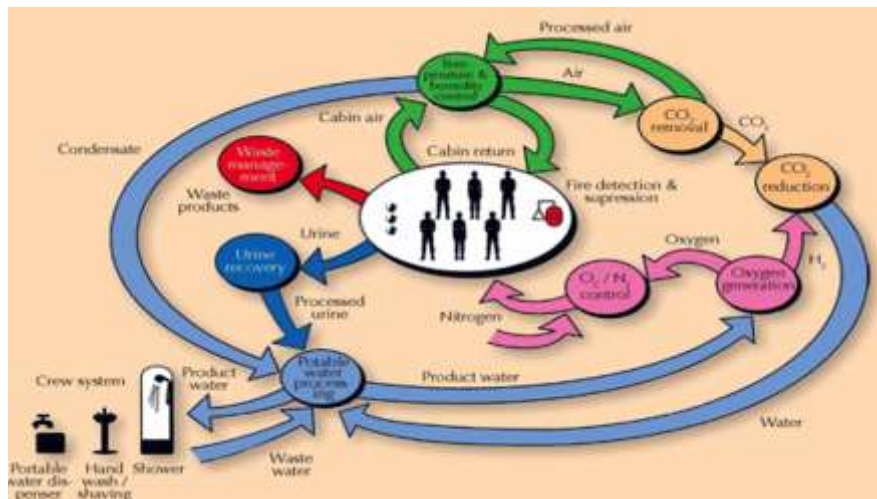 Processed air
Air
perature &
humidity
control
Cabin air
CO2
removal
CO2
Condensate
Cabin return
Waste
manage-
ment
CO2
reduction
Waste
products
Fire detection &
supression
Urine
Oxygen
H2
Urine
recovery
O2 / N2
control
Oxygen
generation
Processed
urine
Nitrogen
Crew system
Product
water
Potable
water
process
ing
Product water
Water
Waste
water
Portable
water dis-
penser
Hand
wash /
shaving
Shower